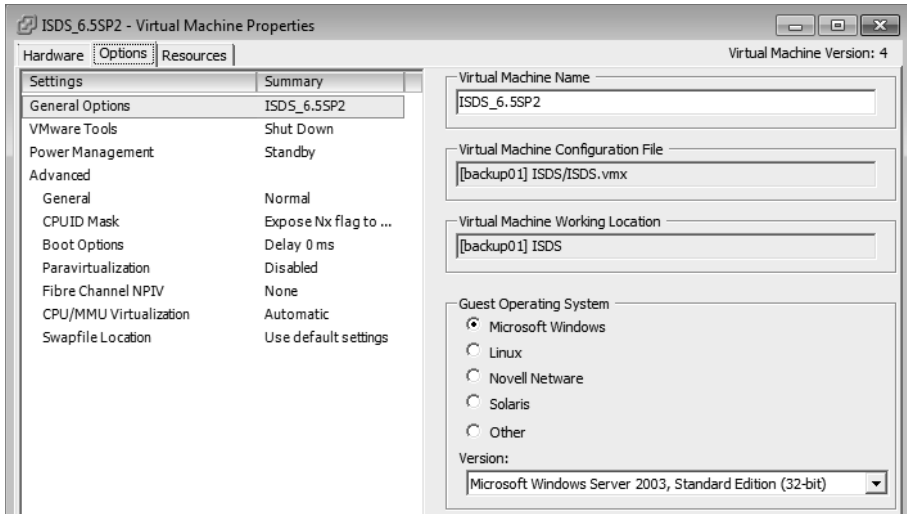 ISDS_6.5SP2 - Virtual Machine Properties
Hardware Options Resources Virtual Machine Version: 4
Settings Summary
General Options ISDS_6.5SP2
VMware Tools Shut Down
Power Management Standby
Advanced
General Normal
CPUID Mask Expose Nx flag to ...
Boot Options Delay 0 ms
Paravirtualization Disabled
Fibre Channel NPIV None
CPU/MMU Virtualization Automatic
Swapfile Location Use default settings
Virtual Machine Name
ISDS_6.5SP2
Virtual Machine Configuration File
[backup01] ISDS/ISDS.vmx
Virtual Machine Working Location
[backup01] ISDS
Guest Operating System
Microsoft Windows
Linux
Novell Netware
Solaris
Other
Version:
Microsoft Windows Server 2003, Standard Edition (32-bit)